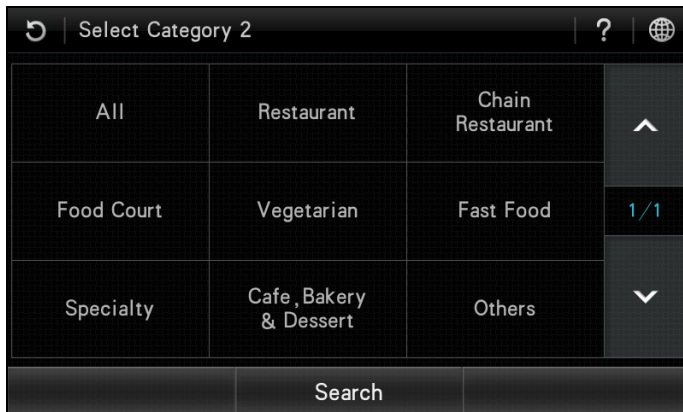 Select Category 2
?
All
Restaurant
Chain
Restaurant
Food Court
Vegetarian
Fast Food
1/1
Specialty
Cafe,Bakery
& Dessert
Others
Search